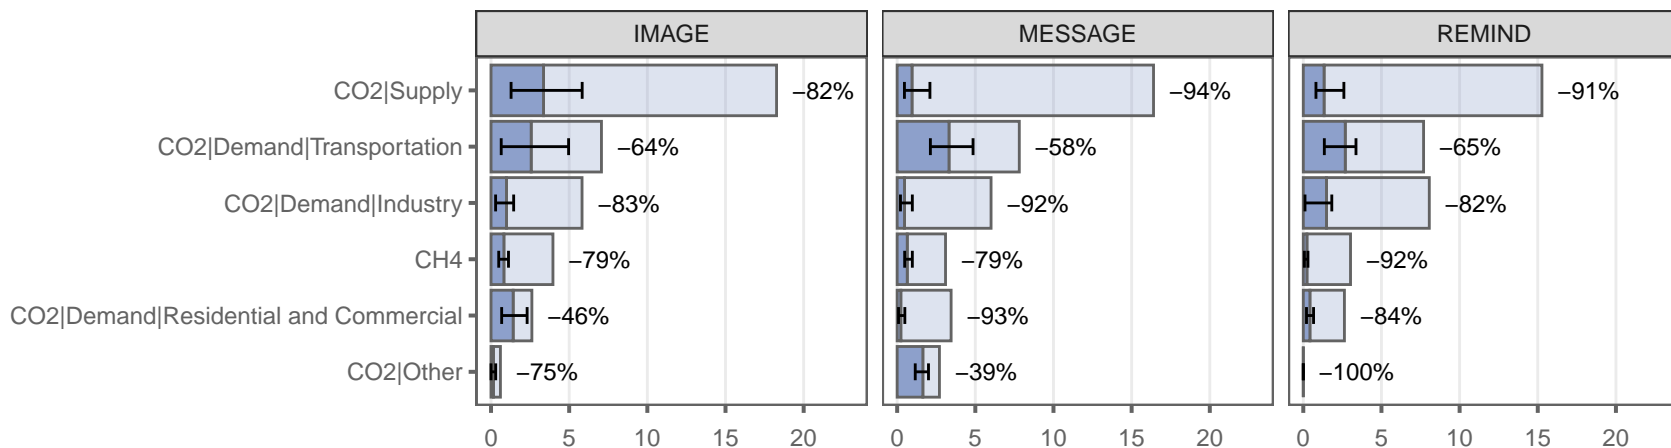 IMAGE MESSAGE REMIND
CO2|Supply −82% −94% −91%
CO2|Demand|Transportation −64% −58% −65%
CO2|Demand|Industry −83% −92% −82%
CH4 −79% −79% −92%
CO2|Demand|Residential and Commercial −46% −93% −84%
CO2|Other −75% −39% −100%
0 5 10 15 20 0 5 10 15 20 0 5 10 15 20